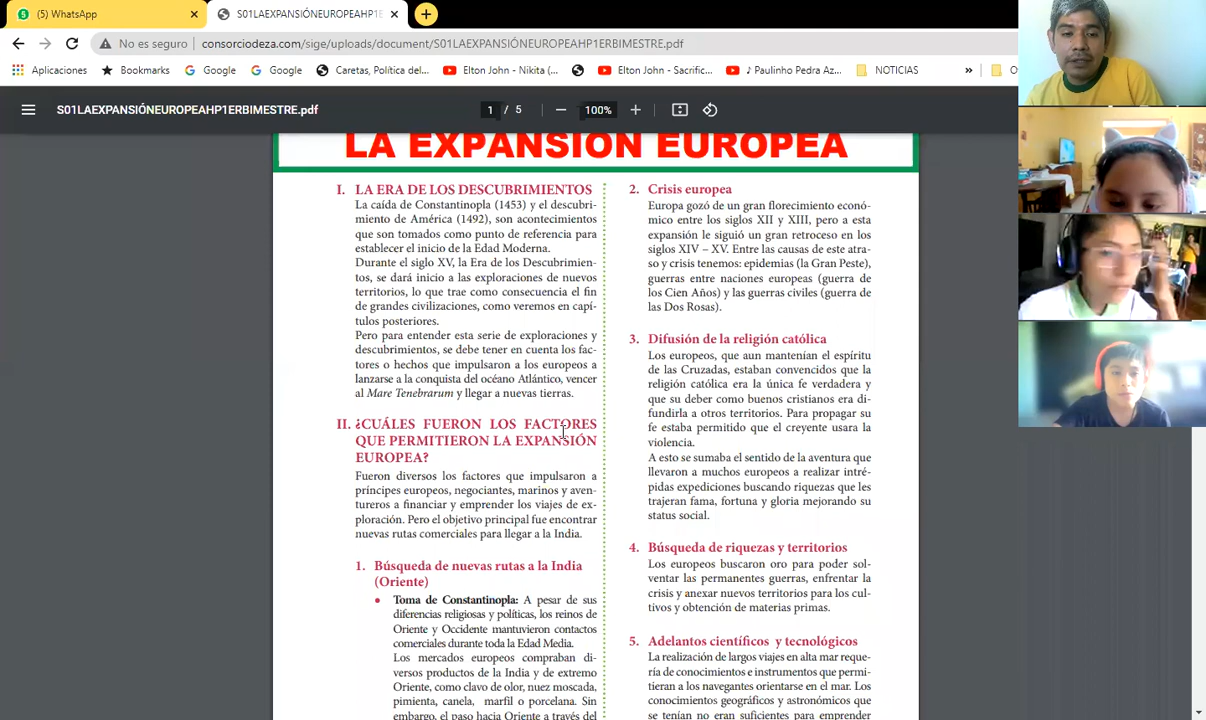 (5) WhatsApp
S01LAEXPANSIÓNEUROPEAHP1E
No es seguro
consorciodeza.com/sige/uploads/document/S01LAEXPANSIÓNEUROPEAHP1ERBIMESTRE.pdf
Aplicaciones
Bookmarks
Google
Google
Caretas, Política del...
Elton John - Nikita (...
Elton John - Sacrific...
♪ Paulinho Pedra Az...
NOTICIAS
»
S01LAEXPANSIÓNEUROPEAHP1ERBIMESTRE.pdf
1 / 5
100%
LA EXPANSIÓN EUROPEA
I. LA ERA DE LOS DESCUBRIMIENTOS
La caída de Constantinopla (1453) y el descubri-
miento de América (1492), son acontecimientos
que son tomados como punto de referencia para
establecer el inicio de la Edad Moderna.
Durante el siglo XV, la Era de los Descubrimien-
tos, se dará inicio a las exploraciones de nuevos
territorios, lo que trae como consecuencia el fin
de grandes civilizaciones, como veremos en capí-
tulos posteriores.
Pero para entender esta serie de exploraciones y
descubrimientos, se debe tener en cuenta los fac-
tores o hechos que impulsaron a los europeos a
lanzarse a la conquista del océano Atlántico, vencer
al Mare Tenebrarum y llegar a nuevas tierras.
II. ¿CUÁLES FUERON LOS FACTORES
QUE PERMITIERON LA EXPANSIÓN
EUROPEA?
Fueron diversos los factores que impulsaron a
príncipes europeos, negociantes, marinos y aven-
tureros a financiar y emprender los viajes de ex-
ploración. Pero el objetivo principal fue encontrar
nuevas rutas comerciales para llegar a la India.
1. Búsqueda de nuevas rutas a la India
(Oriente)
• Toma de Constantinopla: A pesar de sus
diferencias religiosas y políticas, los reinos de
Oriente y Occidente mantuvieron contactos
comerciales durante toda la Edad Media.
Los mercados europeos compraban di-
versos productos de la India y de extremo
Oriente, como clavo de olor, nuez moscada,
pimienta, canela, marfil o porcelana. Sin
embargo, el paso hacia Oriente a través del
2. Crisis europea
Europa gozó de un gran florecimiento econó-
mico entre los siglos XII y XIII, pero a esta
expansión le siguió un gran retroceso en los
siglos XIV – XV. Entre las causas de este atra-
so y crisis tenemos: epidemias (la Gran Peste),
guerras entre naciones europeas (guerra de
los Cien Años) y las guerras civiles (guerra de
las Dos Rosas).
3. Difusión de la religión católica
Los europeos, que aun mantenían el espíritu
de las Cruzadas, estaban convencidos que la
religión católica era la única fe verdadera y
que su deber como buenos cristianos era di-
fundirla a otros territorios. Para propagar su
fe estaba permitido que el creyente usara la
violencia.
A esto se sumaba el sentido de la aventura que
llevaron a muchos europeos a realizar intré-
pidas expediciones buscando riquezas que les
trajeran fama, fortuna y gloria mejorando su
status social.
4. Búsqueda de riquezas y territorios
Los europeos buscaron oro para poder sol-
ventar las permanentes guerras, enfrentar la
crisis y anexar nuevos territorios para los cul-
tivos y obtención de materias primas.
5. Adelantos científicos y tecnológicos
La realización de largos viajes en alta mar reque-
ría de conocimientos e instrumentos que permi-
tieran a los navegantes orientarse en el mar. Los
conocimientos geográficos y astronómicos que
se tenían no eran suficientes para emprender